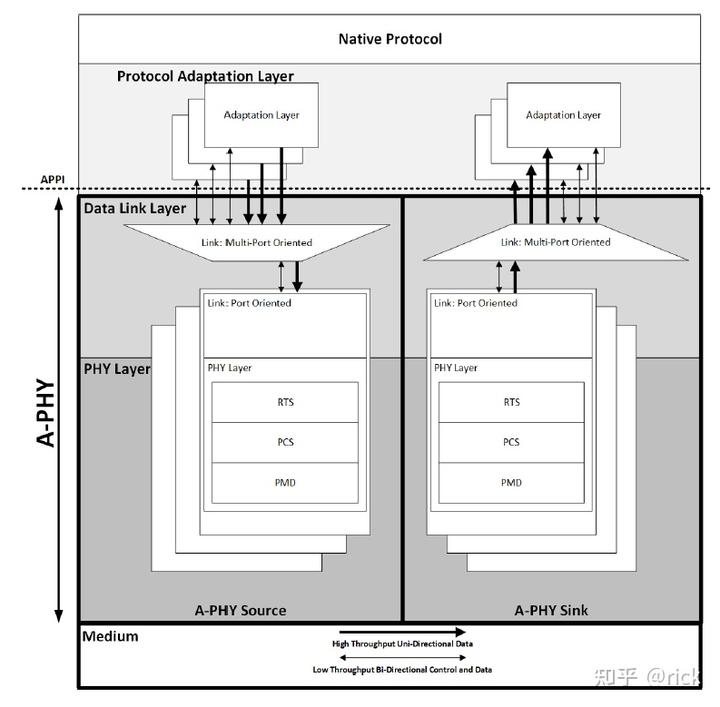 Native Protocol
Protocol Adaptation Layer
Adaptation Layer
Adaptation Layer
APPI
Data Link Layer
Link: Multi-Port Oriented
Link: Multi-Port Oriented
Link: Port Oriented
Link: Port Oriented
PHY Layer
PHY Layer
PHY Layer
RTS
RTS
PCS
PCS
PMD
PMD
A-PHY
A-PHY Source
A-PHY Sink
Medium
High Throughput Uni-Directional Data
Low Throughput Bi-Directional Control and Data
知乎 @rick